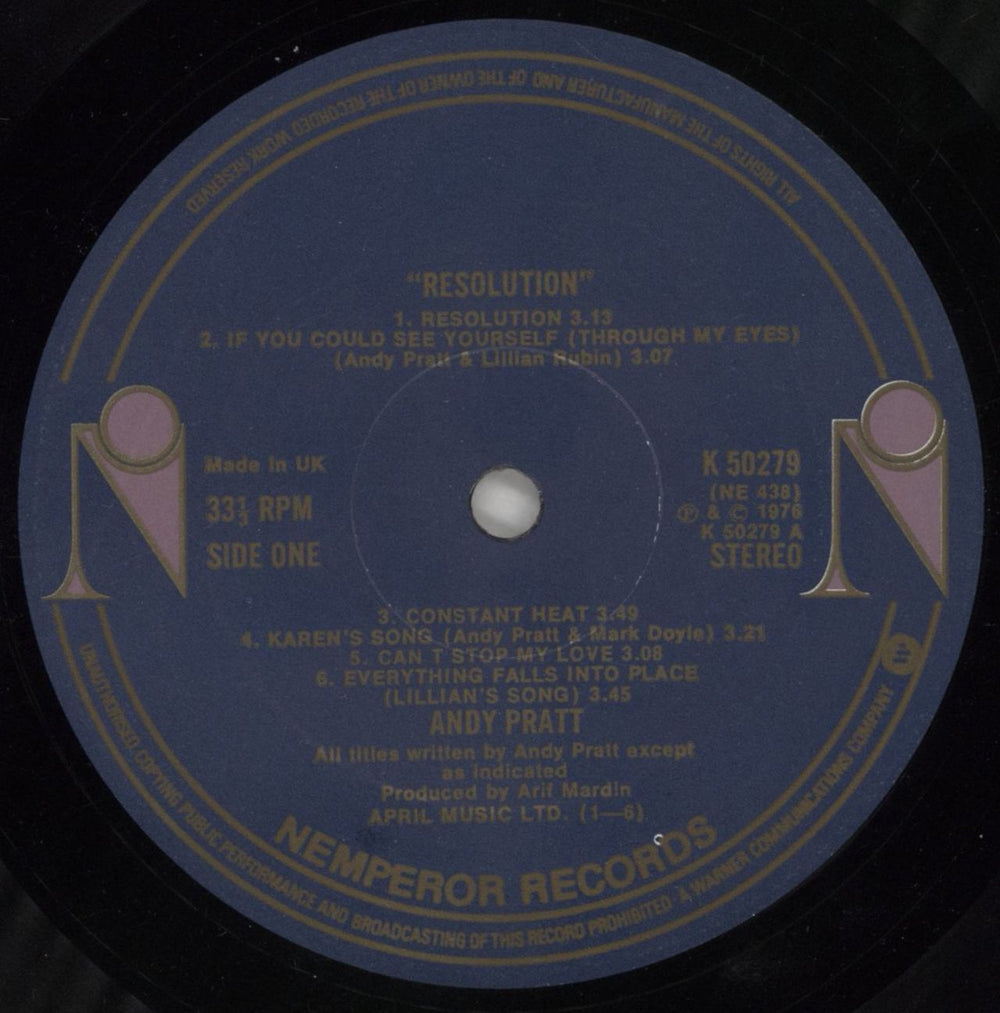 ALL RIGHTS OF THE MANUFACTURER AND OF THE OWNER OF THE RECORDED WORK RESERVED
"RESOLUTION"
1. RESOLUTION 3.13
2. IF YOU COULD SEE YOURSELF (THROUGH MY EYES)
(Andy Pratt & Lillian Rubin) 3.07
Made in UK
33⅓ RPM
SIDE ONE
K 50279
(NE 438)
Ⓟ & © 1976
K 50279 A
STEREO
3. CONSTANT HEAT 3.49
4. KAREN'S SONG (Andy Pratt & Mark Doyle) 3.21
5. CAN T STOP MY LOVE 3.08
6. EVERYTHING FALLS INTO PLACE
(LILLIAN'S SONG) 3.45
ANDY PRATT
All titles written by Andy Pratt except
as indicated
Produced by Arif Mardin
APRIL MUSIC LTD. (1—6)
NEMPEROR RECORDS
UNAUTHORISED COPYING PUBLIC PERFORMANCE AND BROADCASTING OF THIS RECORD PROHIBITED · A WARNER COMMUNICATIONS COMPANY